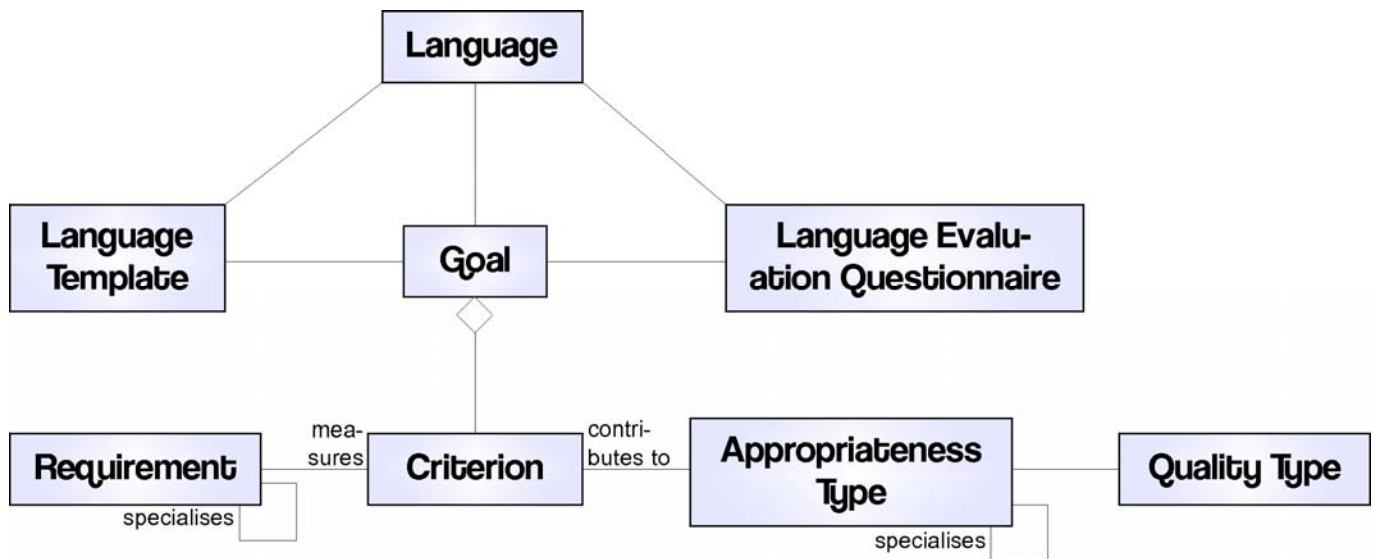 Language
Language
Template
Goal
Language Evalu-
ation Questionnaire
Requirement
specialises
mea-
sures
Criterion
contri-
butes to
Appropriateness
Type
specialises
Quality Type